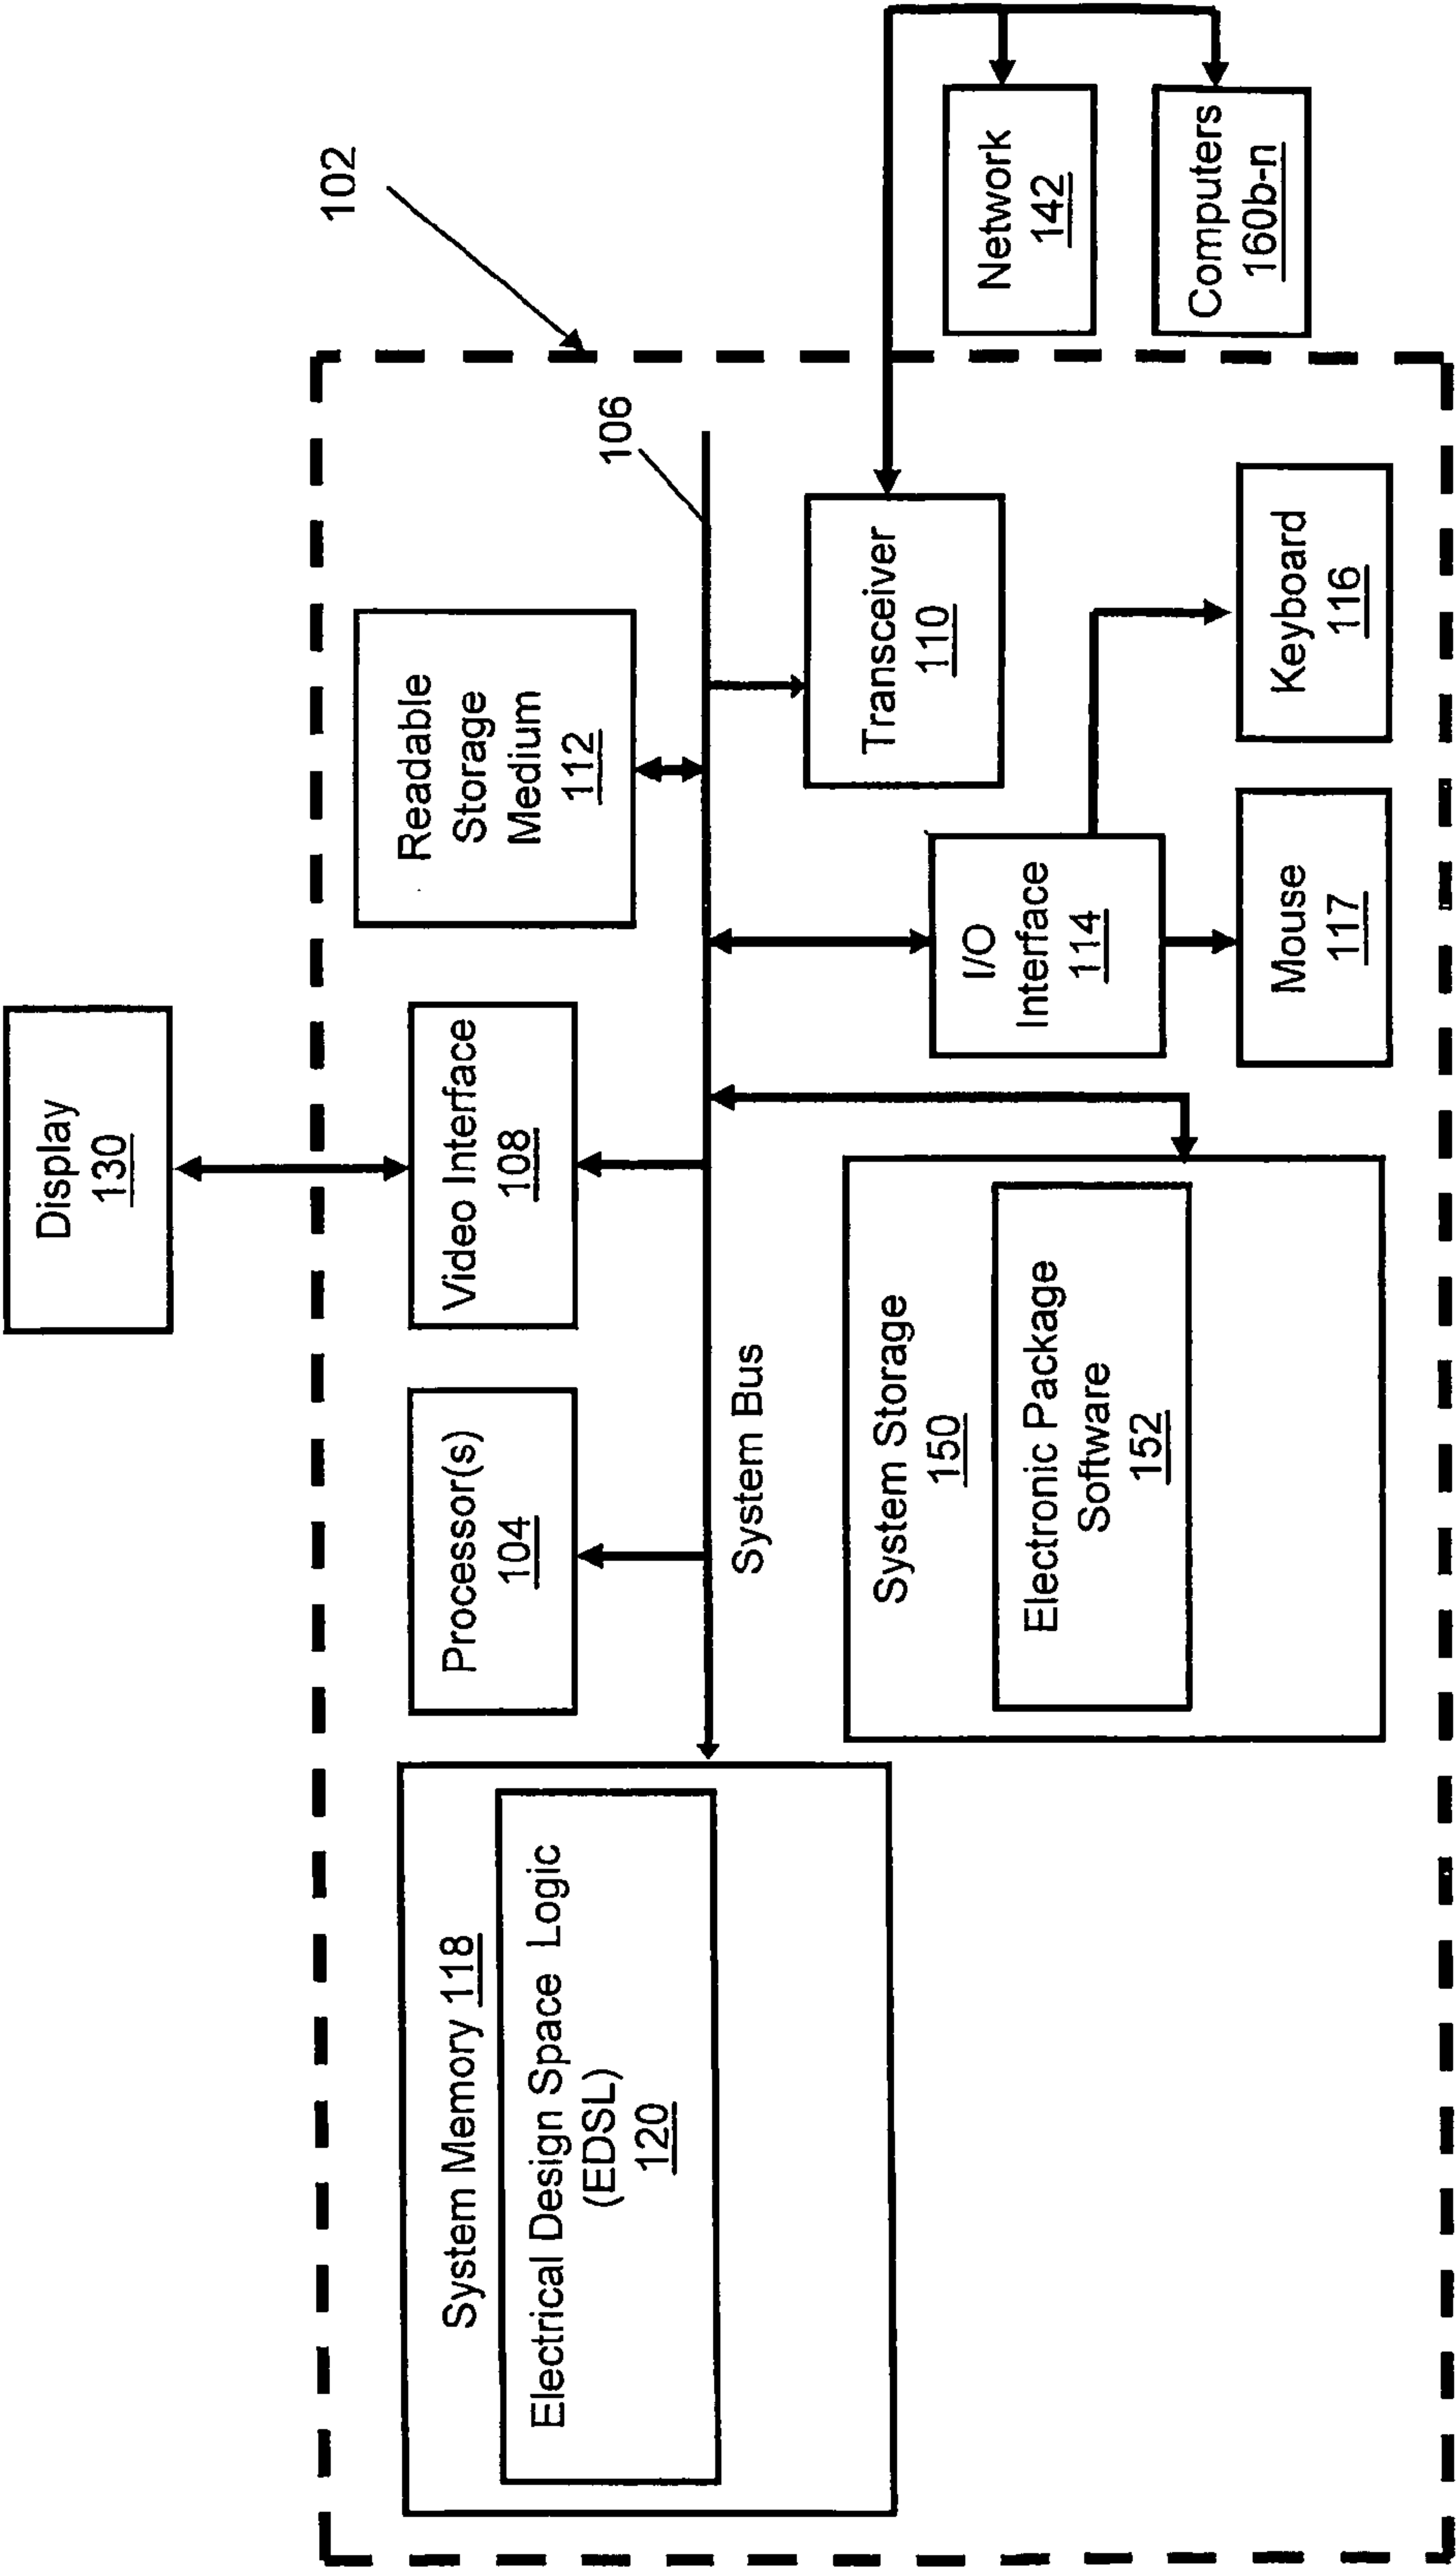 Display
130
102
System Memory 118
Electrical Design Space Logic
(EDSL)
120
Processor(s)
104
Video Interface
108
Readable
Storage
Medium
112
106
System Bus
System Storage
150
Electronic Package
Software
152
I/O
Interface
114
Transceiver
110
Mouse
117
Keyboard
116
Network
142
Computers
160b-n